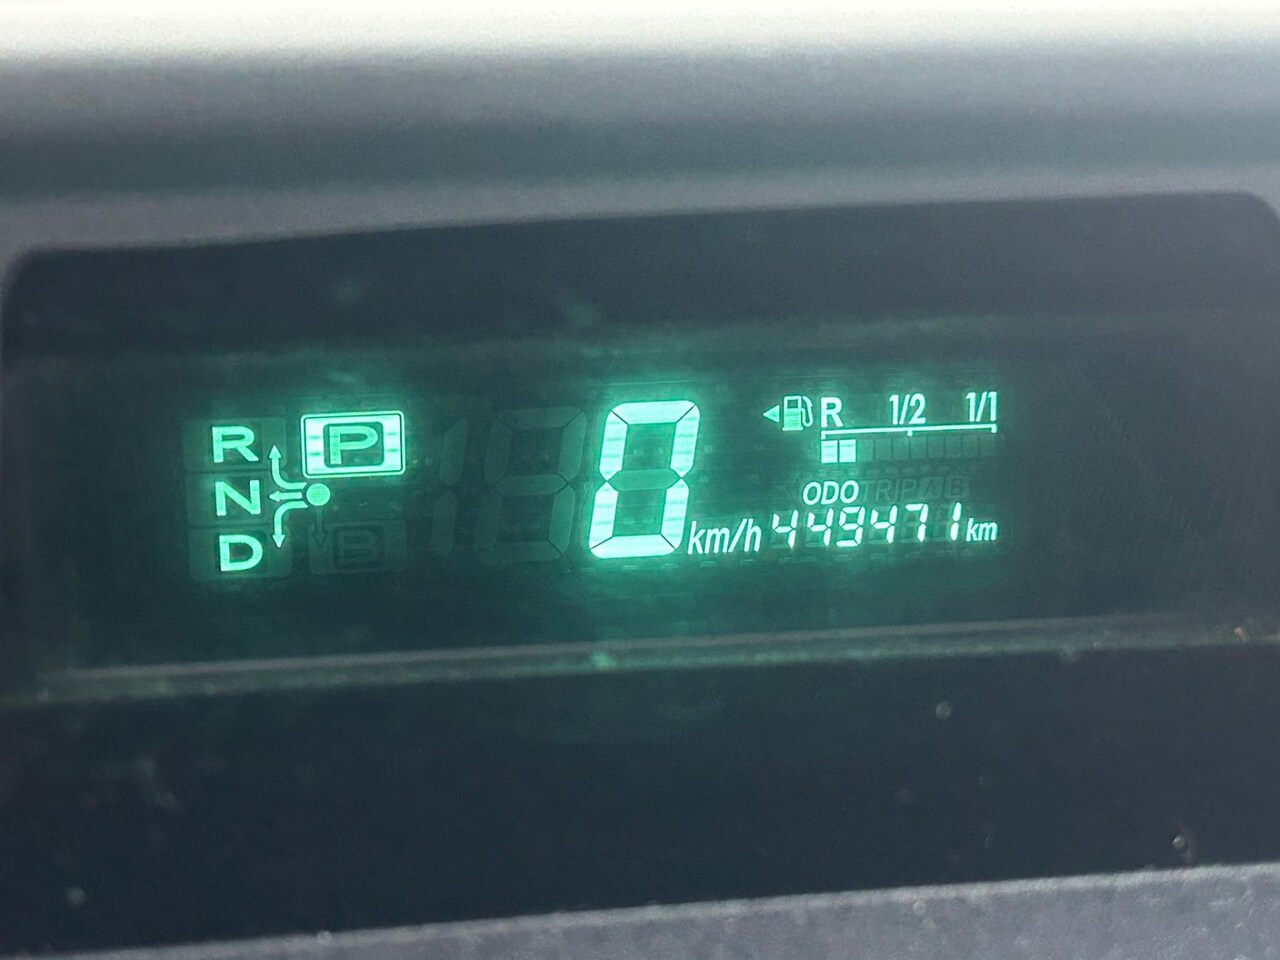 R P
N
D B
0 km/h
R 1/2 1/1
ODO TRIP A B
449471 km